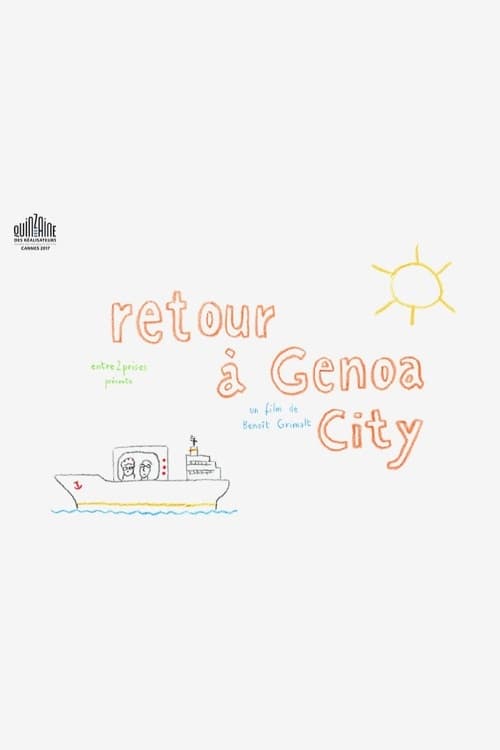 QUINZAINE
DES RÉALISATEURS
CANNES 2017
retour
à Genoa
City
entre2prises
présente
un film de
Benoît Grimalt